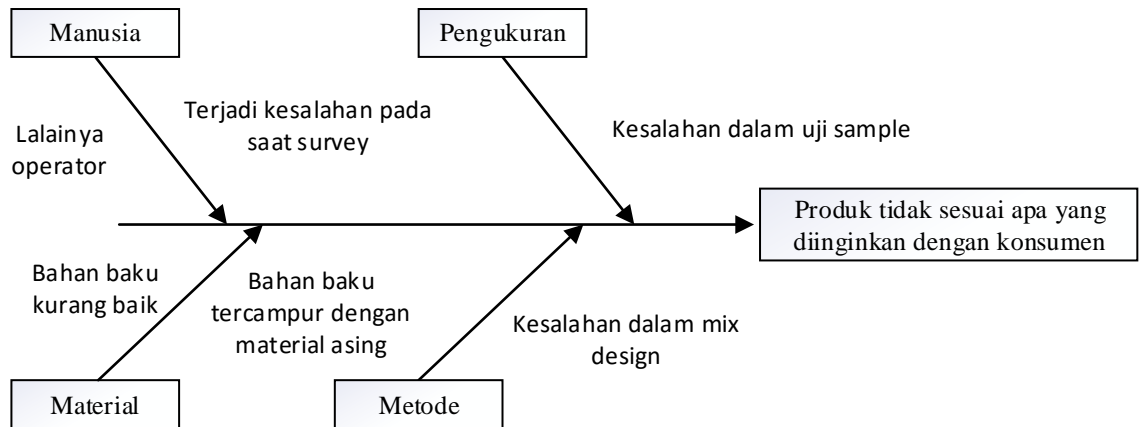 Manusia
Pengukuran
Terjadi kesalahan pada
saat survey
Lalainya
operator
Kesalahan dalam uji sample
Produk tidak sesuai apa yang
diinginkan dengan konsumen
Bahan baku
kurang baik
Bahan baku
tercampur dengan
material asing
Kesalahan dalam mix
design
Material
Metode